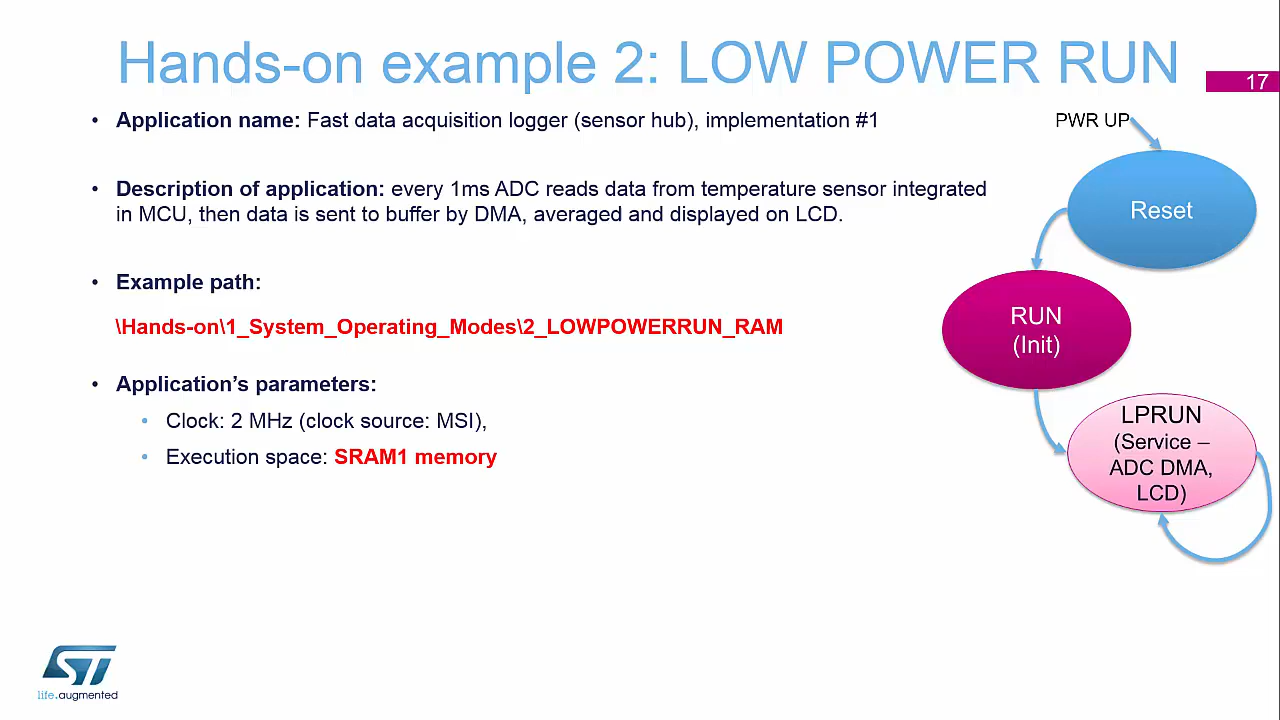 Hands-on example 2: LOW POWER RUN
17
• Application name: Fast data acquisition logger (sensor hub), implementation #1
• Description of application: every 1ms ADC reads data from temperature sensor integrated
in MCU, then data is sent to buffer by DMA, averaged and displayed on LCD.
• Example path:
\Hands-on\1_System_Operating_Modes\2_LOWPOWERRUN_RAM
• Application’s parameters:
• Clock: 2 MHz (clock source: MSI),
• Execution space: SRAM1 memory
PWR UP
Reset
RUN
(Init)
LPRUN
(Service –
ADC DMA,
LCD)
ST
life.augmented